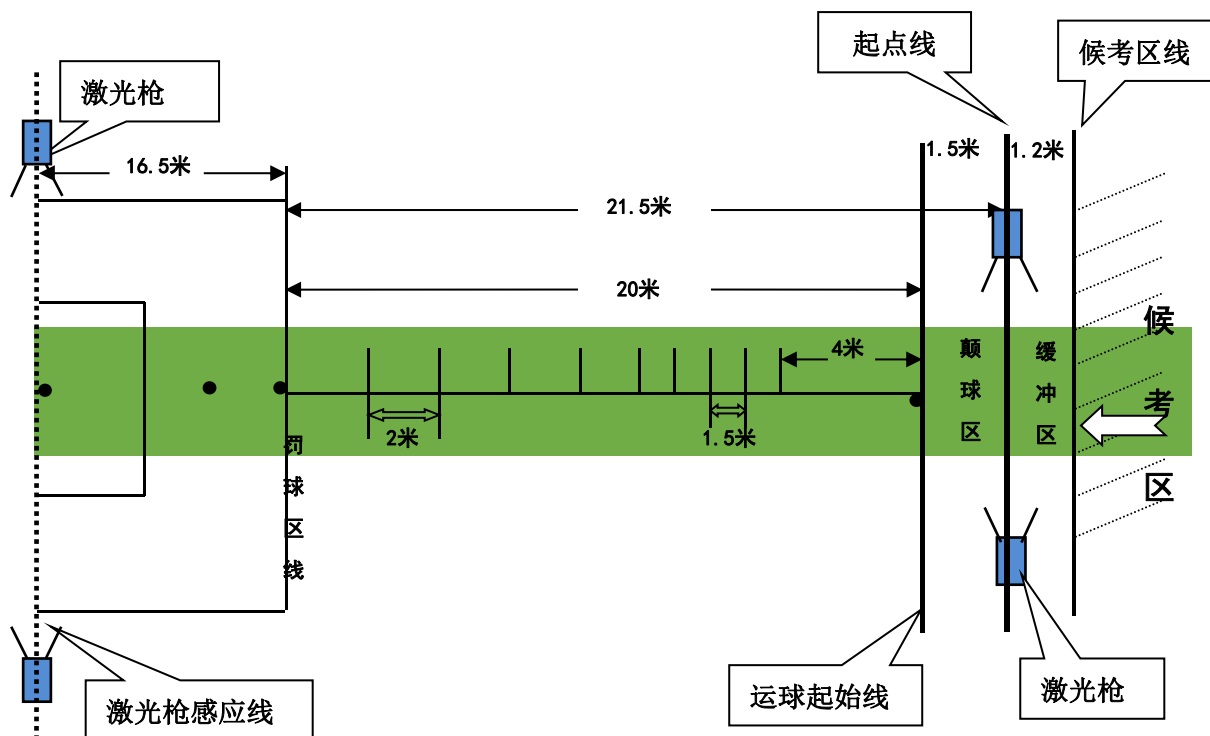 起点线
候考区线
激光枪
1.5米
1.2米
16.5米
21.5米
20米
4米
颠球区
缓冲区
候考区
2米
1.5米
罚球区线
激光枪感应线
运球起始线
激光枪